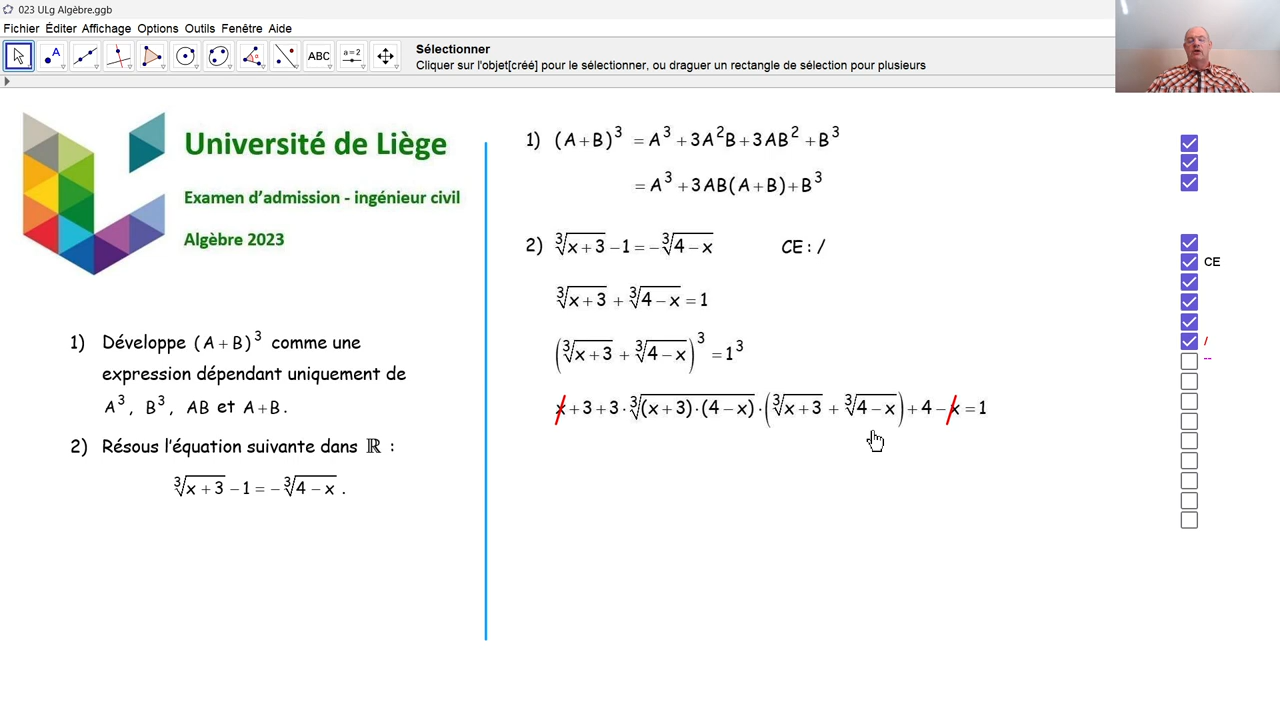 023 ULg Algèbre.ggb
Fichier Éditer Affichage Options Outils Fenêtre Aide
A ABC a=2
Sélectionner
Cliquer sur l'objet[créé] pour le sélectionner, ou draguer un rectangle de sélection pour plusieurs
Université de Liège
Examen d'admission - ingénieur civil
Algèbre 2023
1) Développe (A+B)³ comme une
expression dépendant uniquement de
A³, B³, AB et A+B.
2) Résous l'équation suivante dans ℝ :
∛(x+3) −1 = −∛(4−x) .
1) (A+B)³ = A³ +3A²B+3AB² +B³
= A³ +3AB(A+B)+B³
2) ∛(x+3) −1 = −∛(4−x) CE : /
∛(x+3) + ∛(4−x) = 1
(∛(x+3) + ∛(4−x))³ = 1³
x+3+3·∛((x+3)·(4−x))·(∛(x+3) + ∛(4−x))+4−x = 1
CE
/
--